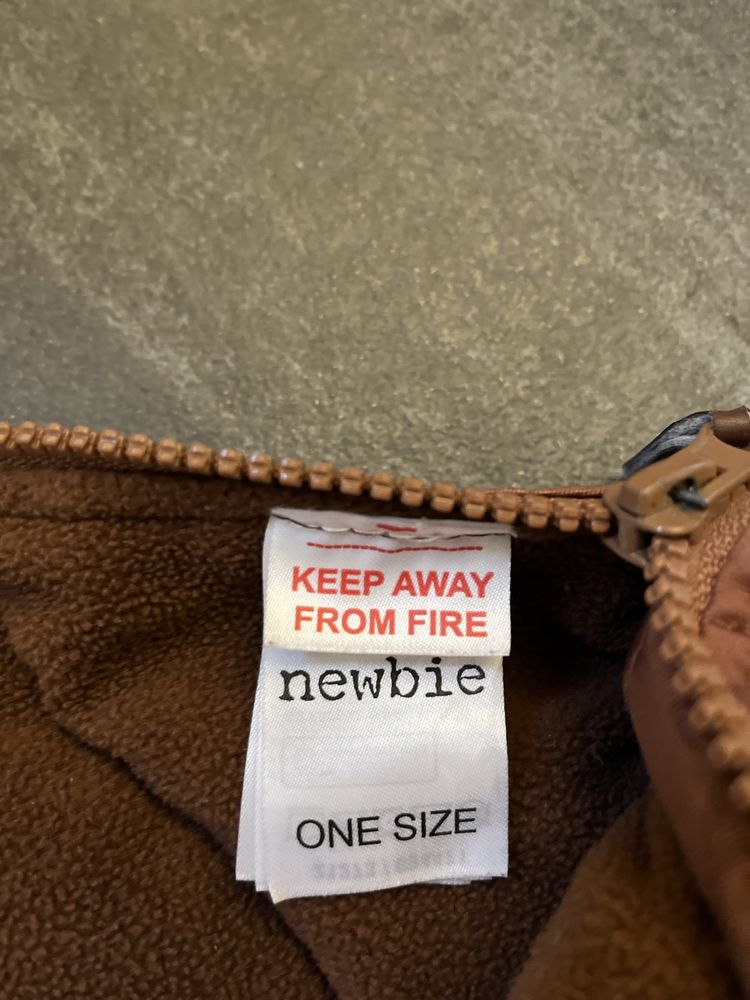 KEEP AWAY
FROM FIRE
newbie
ONE SIZE